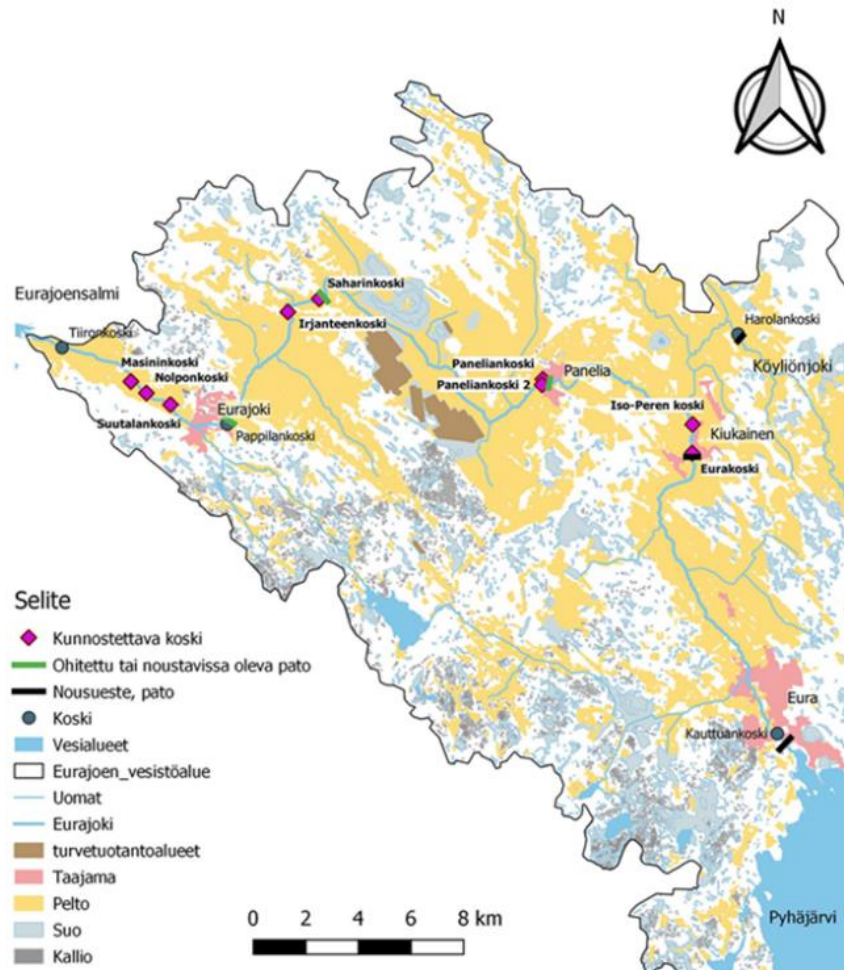 N
Saharinkoski
Eurajoensalmi
Harolankoski
Irjanteenkoski
Tiironkoski
Masininkoski
Paneliankoski
Panelia
Köyliönjoki
Nolponkoski
Paneliankoski 2
Iso-Peren koski
Eurajoki
Suutalankoski
Pappilankoski
Kiukainen
Eurakoski
Selite
Kunnostettava koski
Ohitettu tai noustavissa oleva pato
Nousueste, pato
Koski
Vesialueet
Eurajoen_vesistöalue
Uomat
Eurajoki
turvetuotantoalueet
Taajama
Pelto
Suo
Kallio
Eura
Kauttuankoski
0 2 4 6 8 km
Pyhäjärvi